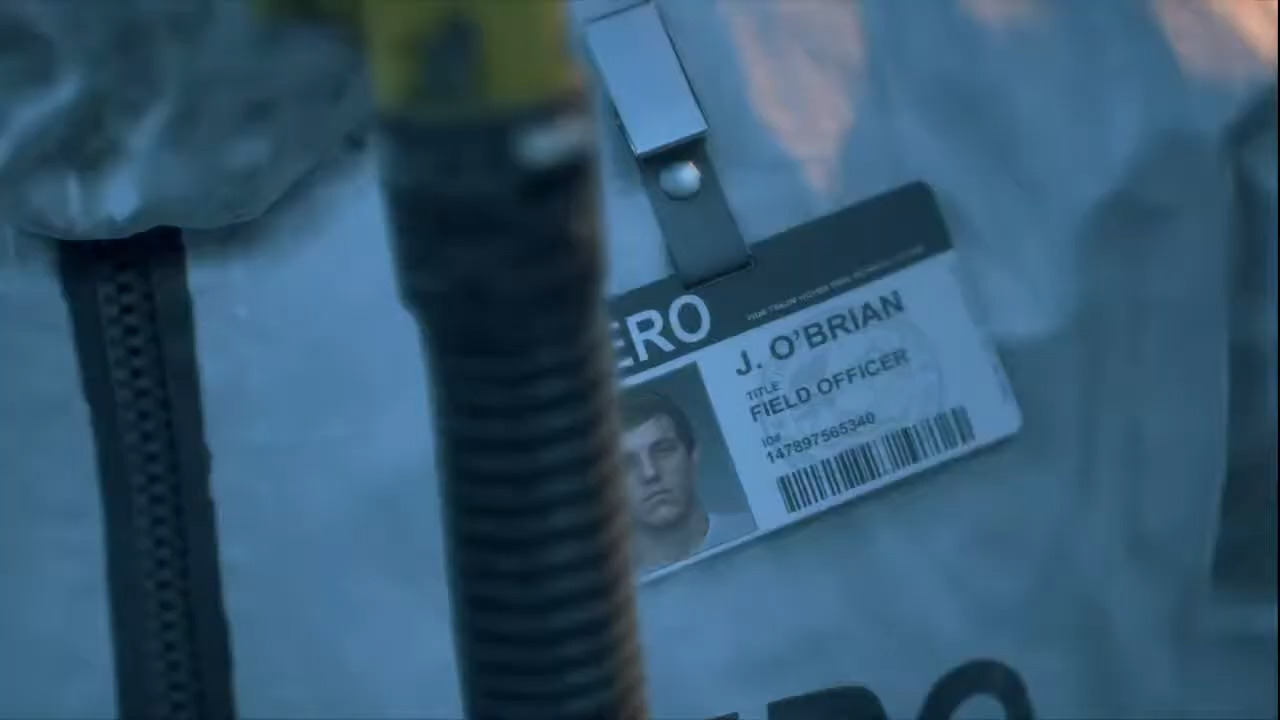 ERO
J. O'BRIAN
TITLE
FIELD OFFICER
ID#
147897565340